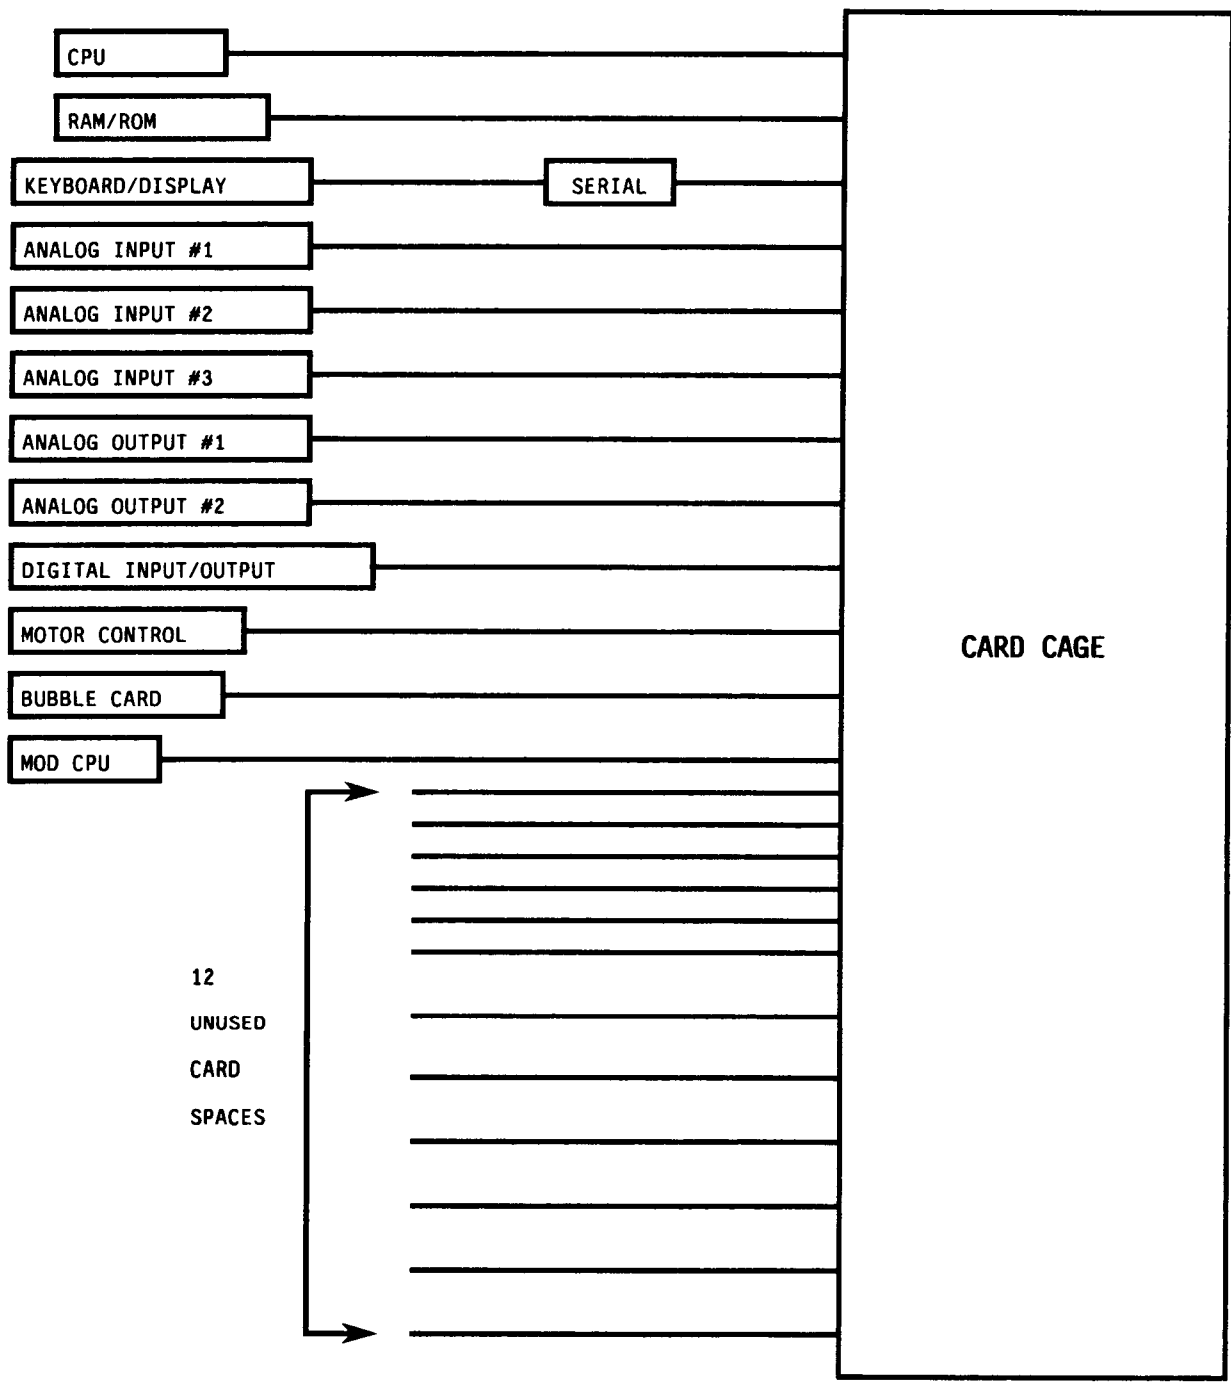 CPU
RAM/ROM
KEYBOARD/DISPLAY
SERIAL
ANALOG INPUT #1
ANALOG INPUT #2
ANALOG INPUT #3
ANALOG OUTPUT #1
ANALOG OUTPUT #2
DIGITAL INPUT/OUTPUT
MOTOR CONTROL
CARD CAGE
BUBBLE CARD
MOD CPU
12
UNUSED
CARD
SPACES